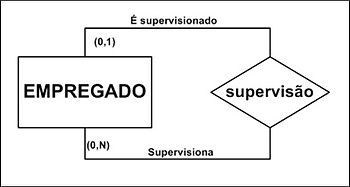 É supervisionado
(0,1)
EMPREGADO
supervisão
(0,N)
Supervisiona